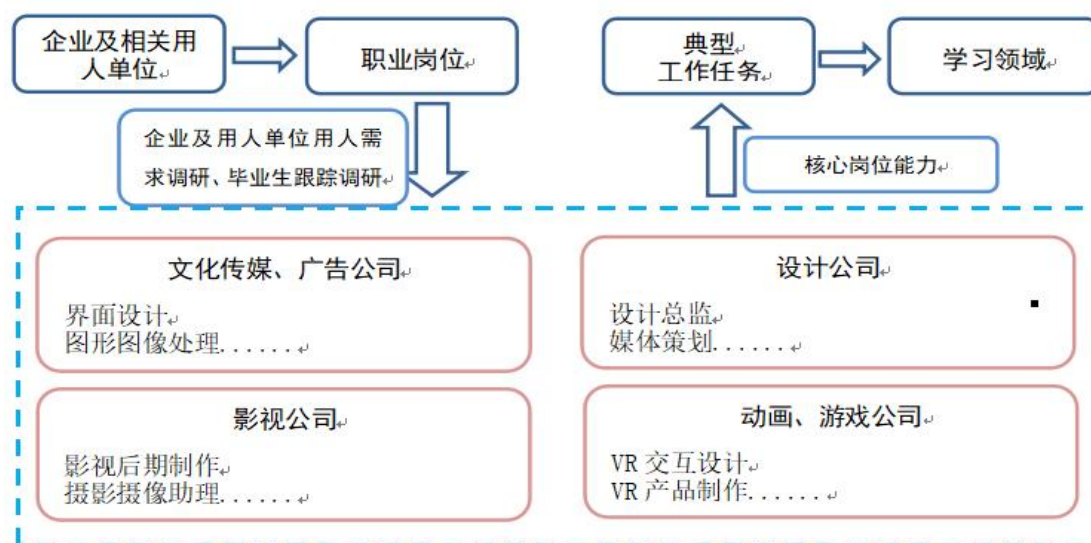 企业及相关用
人单位
职业岗位
典型
工作任务
学习领域
企业及用人单位用人需
求调研、毕业生跟踪调研
核心岗位能力
文化传媒、广告公司
界面设计
图形图像处理......
设计公司
设计总监
媒体策划......
影视公司
影视后期制作
摄影摄像助理......
动画、游戏公司
VR 交互设计
VR 产品制作......